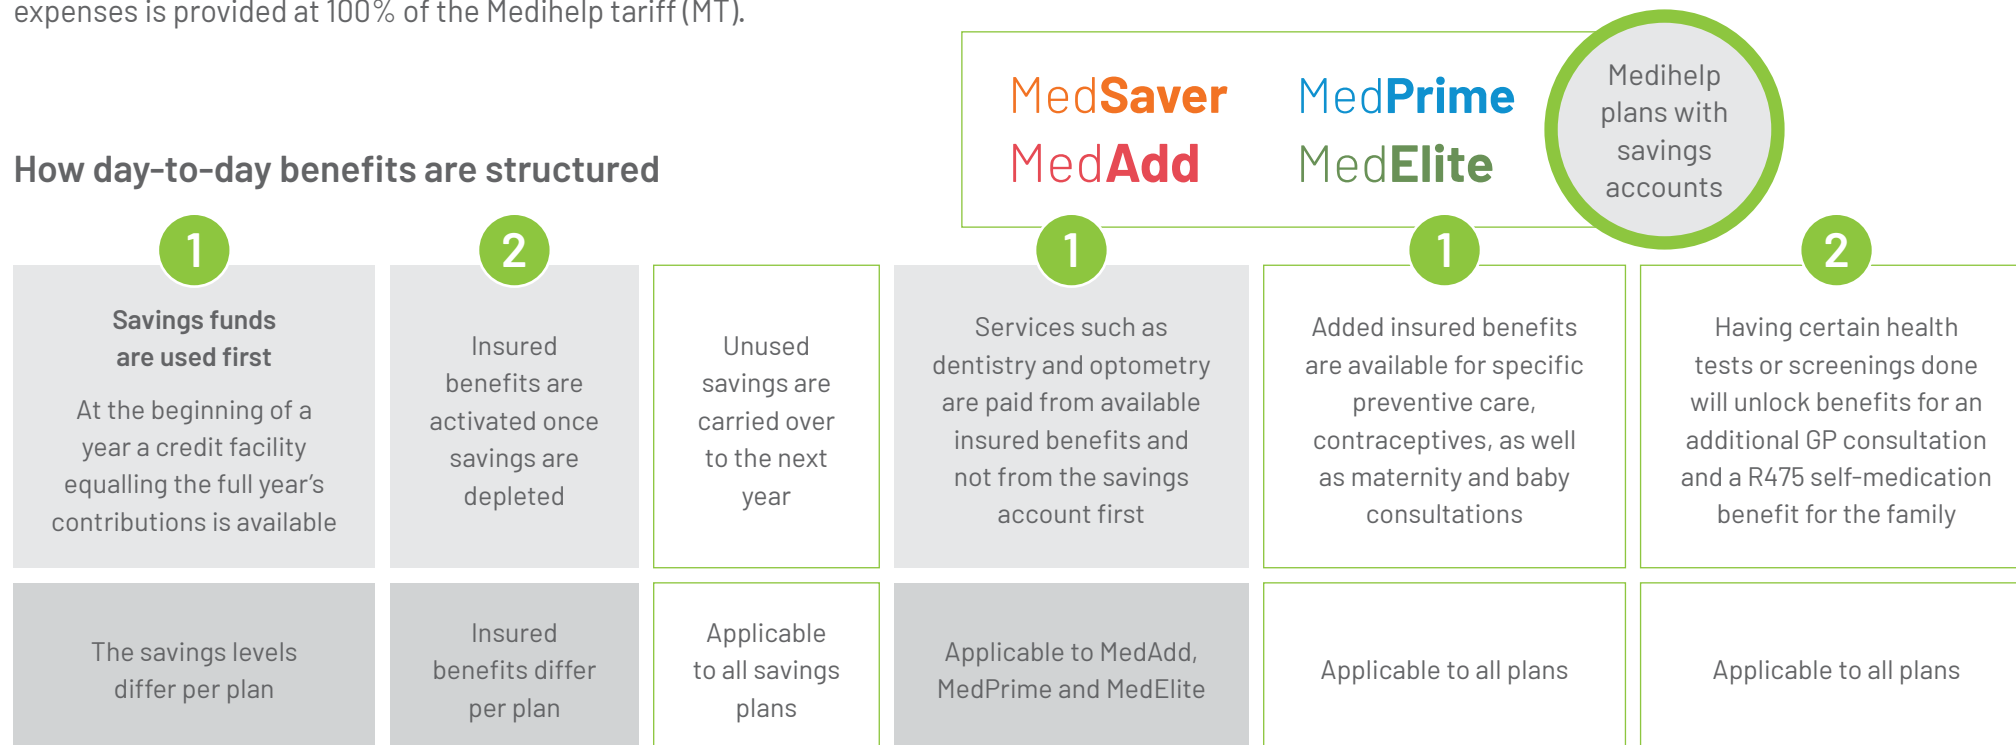 expenses is provided at 100% of the Medihelp tariff (MT).
MedSaver
MedPrime
MedAdd
MedElite
Medihelp
plans with
savings
accounts
How day-to-day benefits are structured
1
Savings funds
are used first
At the beginning of a
year a credit facility
equalling the full year's
contributions is available
The savings levels
differ per plan
2
Insured
benefits are
activated once
savings are
depleted
Insured
benefits differ
per plan
Unused
savings are
carried over
to the next
year
Applicable
to all savings
plans
1
Services such as
dentistry and optometry
are paid from available
insured benefits and
not from the savings
account first
Applicable to MedAdd,
MedPrime and MedElite
1
Added insured benefits
are available for specific
preventive care,
contraceptives, as well
as maternity and baby
consultations
Applicable to all plans
2
Having certain health
tests or screenings done
will unlock benefits for an
additional GP consultation
and a R475 self-medication
benefit for the family
Applicable to all plans